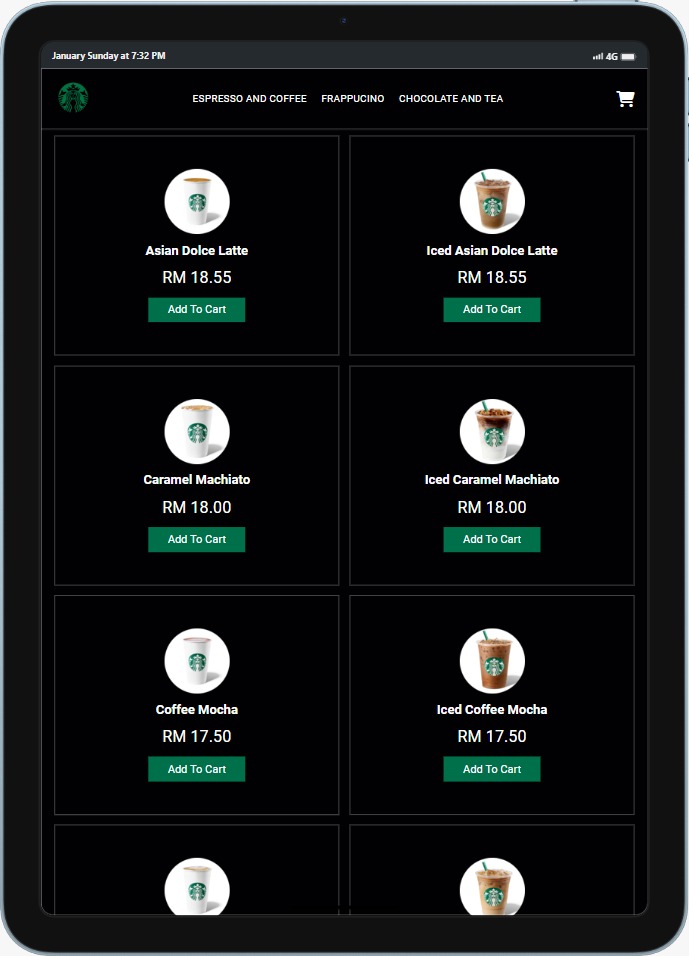 January Sunday at 7:32 PM
4G
ESPRESSO AND COFFEE FRAPPUCINO CHOCOLATE AND TEA
Asian Dolce Latte
RM 18.55
Add To Cart
Iced Asian Dolce Latte
RM 18.55
Add To Cart
Caramel Machiato
RM 18.00
Add To Cart
Iced Caramel Machiato
RM 18.00
Add To Cart
Coffee Mocha
RM 17.50
Add To Cart
Iced Coffee Mocha
RM 17.50
Add To Cart